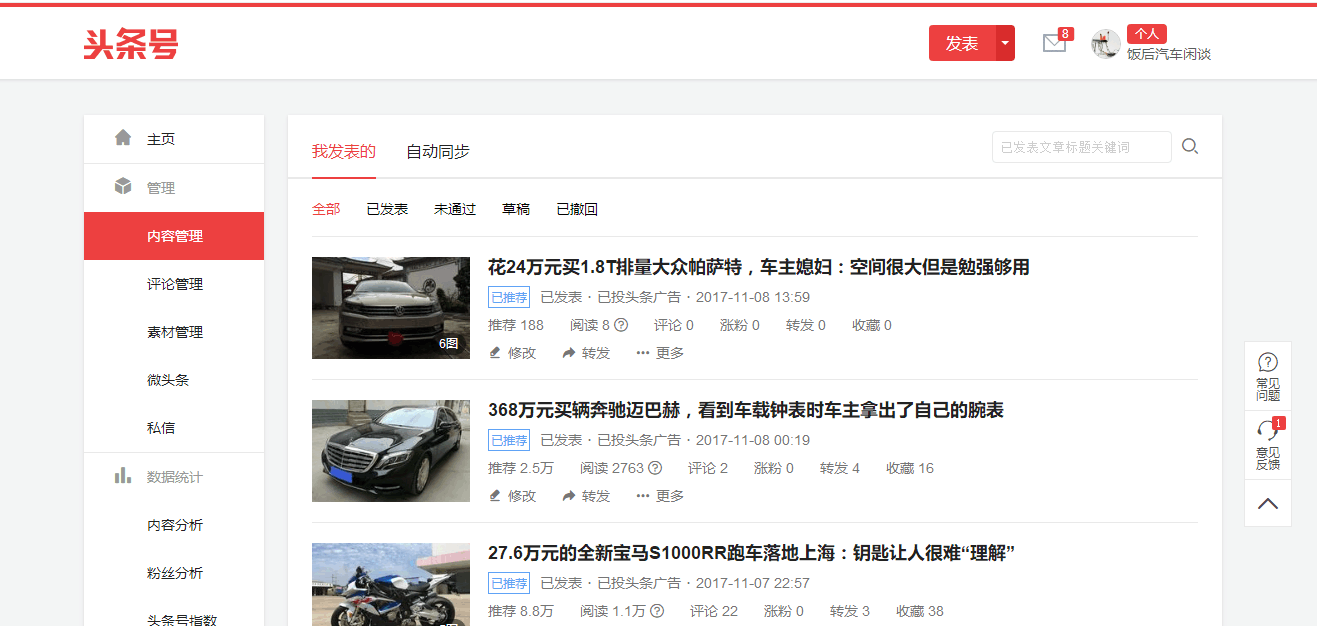 头条号
发表
8
个人
饭后汽车闲谈
主页
管理
内容管理
评论管理
素材管理
微头条
私信
数据统计
内容分析
粉丝分析
头条号指数
我发表的 自动同步
已发表文章标题关键词
全部 已发表 未通过 草稿 已撤回
花24万元买1.8T排量大众帕萨特，车主媳妇：空间很大但是勉强够用
已推荐 已发表 · 已投头条广告 · 2017-11-08 13:59
推荐 188 阅读 8 ? 评论 0 涨粉 0 转发 0 收藏 0
修改 转发 ··· 更多
6图
368万元买辆奔驰迈巴赫，看到车载钟表时车主拿出了自己的腕表
已推荐 已发表 · 已投头条广告 · 2017-11-08 00:19
推荐 2.5万 阅读 2763 ? 评论 2 涨粉 0 转发 4 收藏 16
修改 转发 ··· 更多
27.6万元的全新宝马S1000RR跑车落地上海：钥匙让人很难“理解”
已推荐 已发表 · 已投头条广告 · 2017-11-07 22:57
推荐 8.8万 阅读 1.1万 ? 评论 22 涨粉 0 转发 3 收藏 38
?
常见
问题
1
意见
反馈